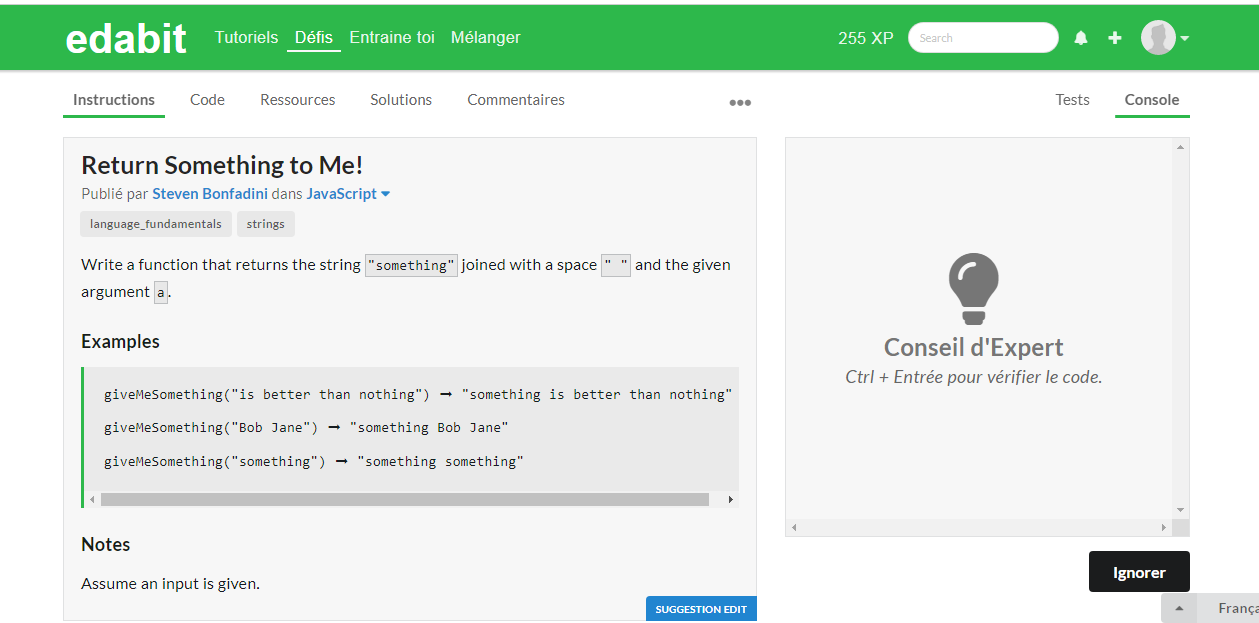 edabit Tutoriels Défis Entraine toi Mélanger 255 XP Search
Instructions Code Ressources Solutions Commentaires ••• Tests Console
Return Something to Me!
Publié par Steven Bonfadini dans JavaScript
language_fundamentals strings
Write a function that returns the string "something" joined with a space " " and the given
argument a.
Examples
giveMeSomething("is better than nothing") ➞ "something is better than nothing"
giveMeSomething("Bob Jane") ➞ "something Bob Jane"
giveMeSomething("something") ➞ "something something"
Notes
Assume an input is given.
SUGGESTION EDIT
Conseil d'Expert
Ctrl + Entrée pour vérifier le code.
Ignorer